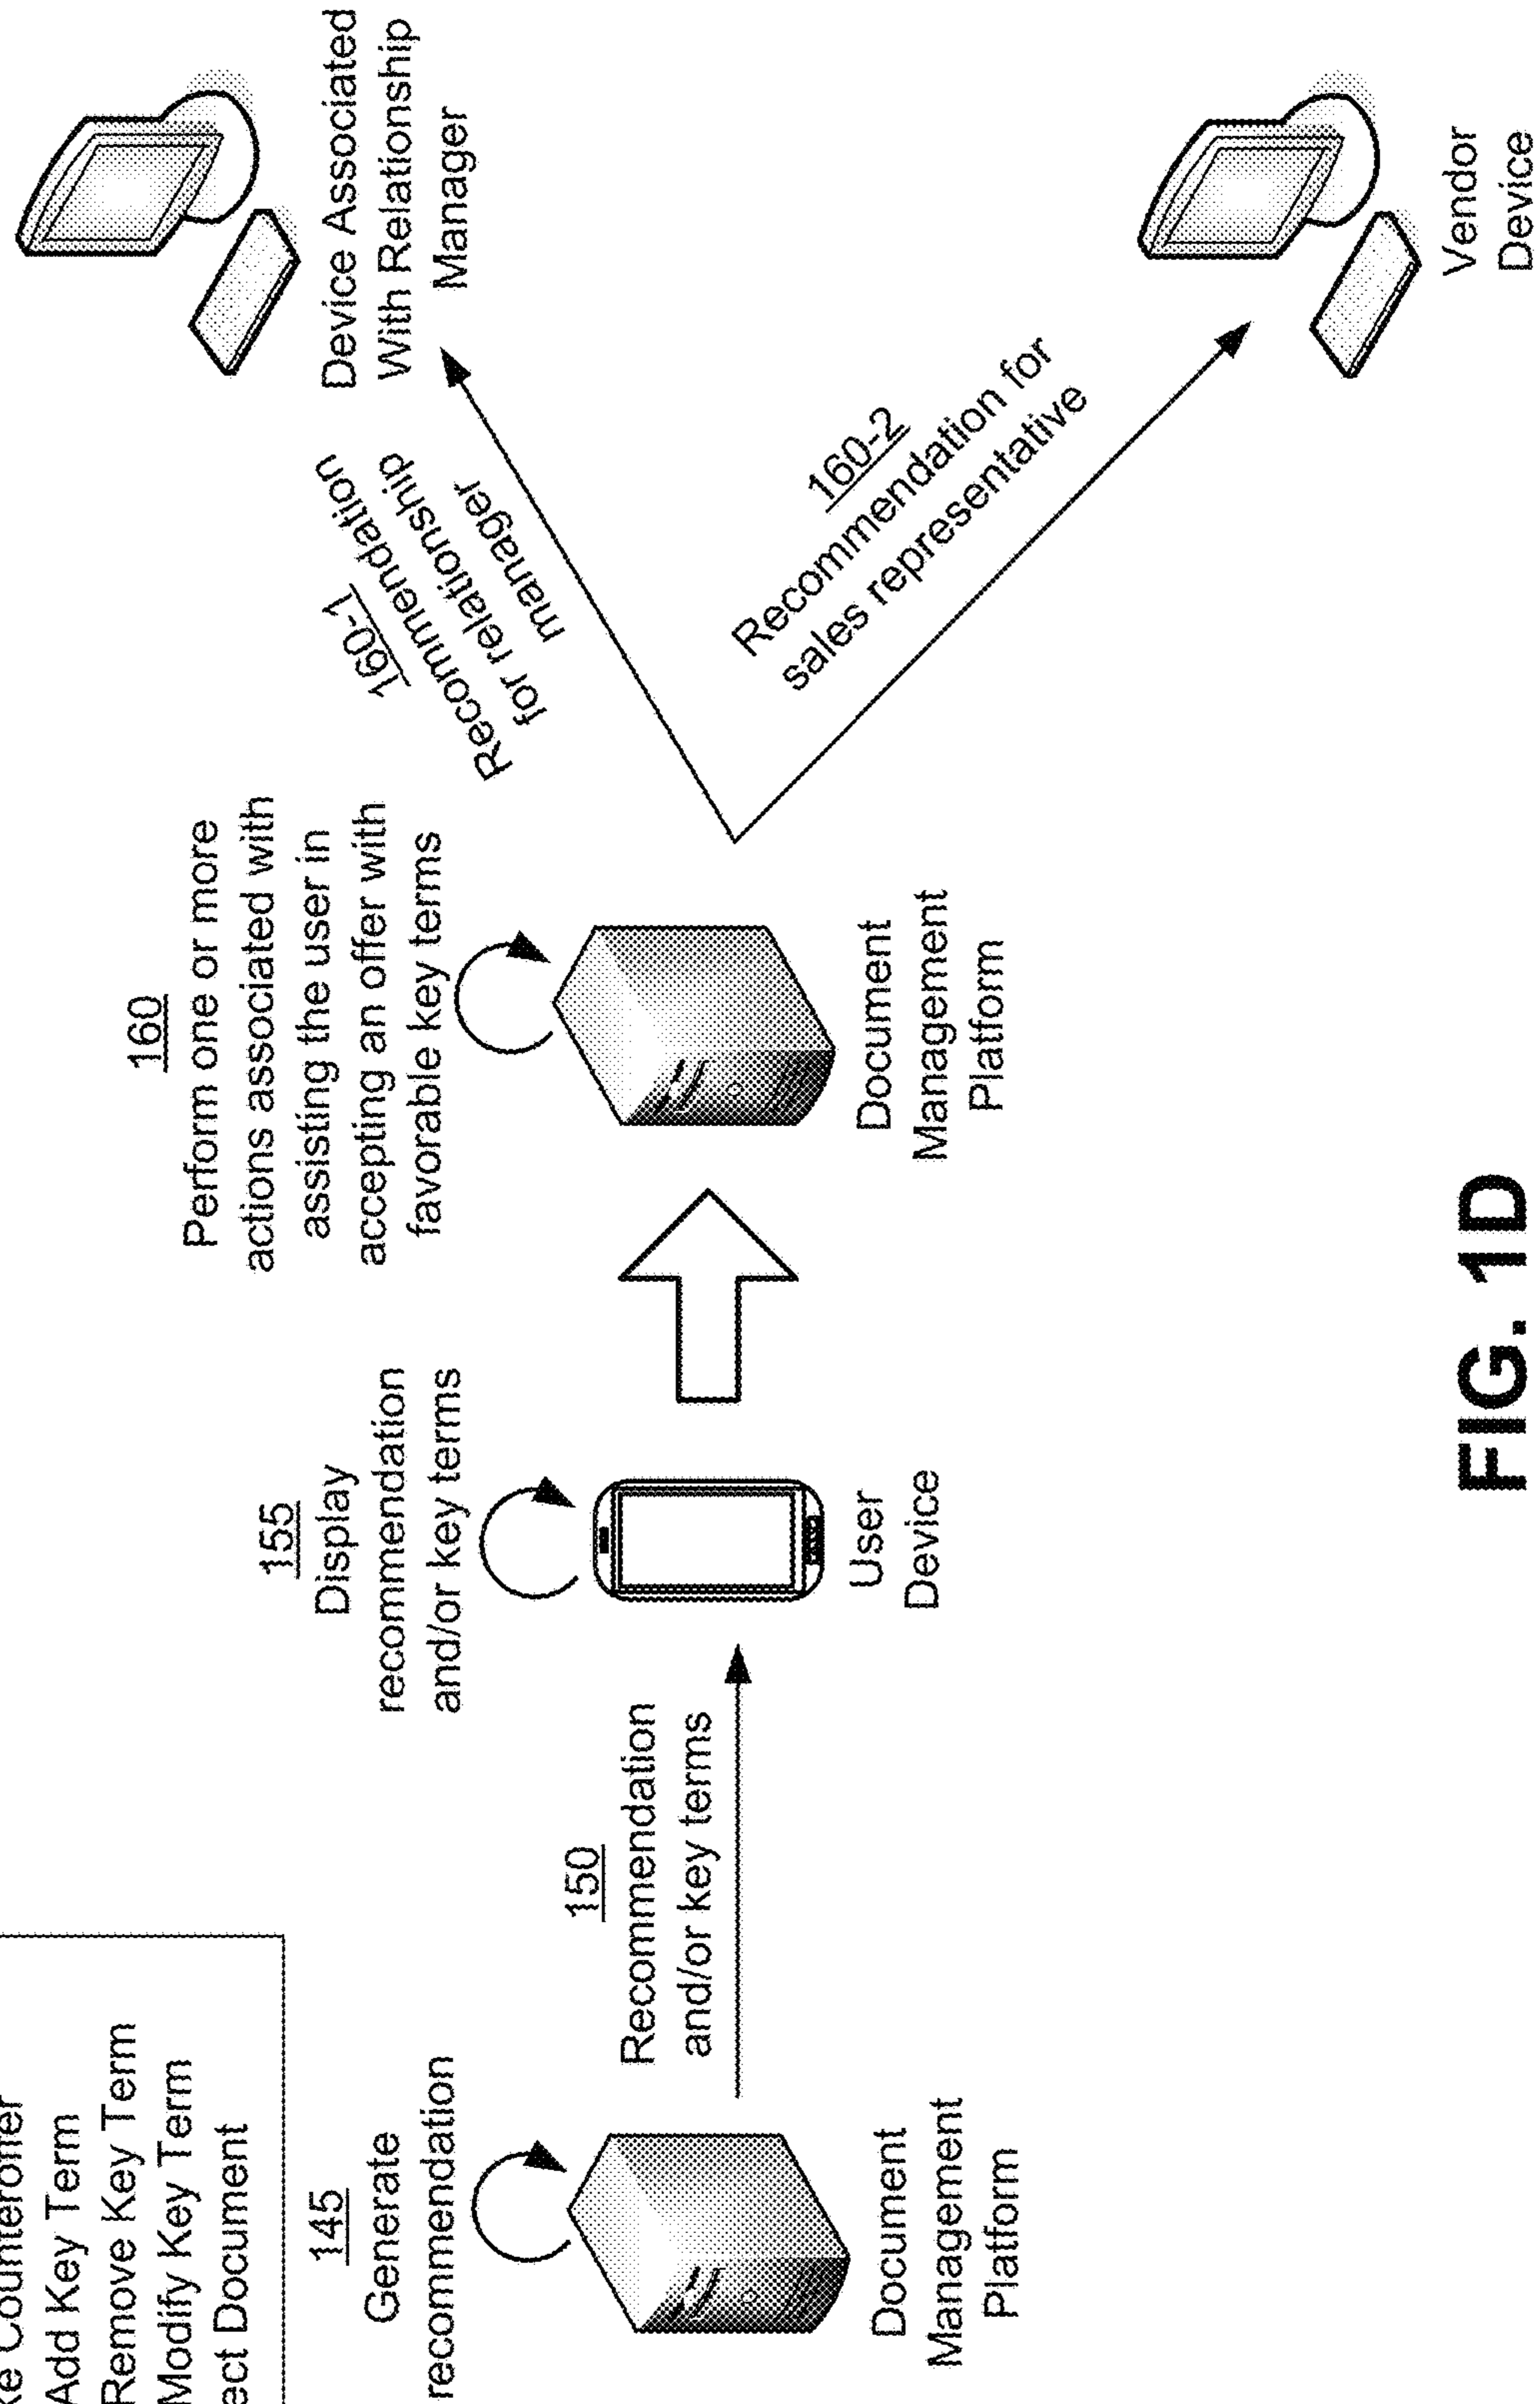 Counteroffer
Add Key Term
Remove Key Term
Modify Key Term
Document
145
Generate
recommendation
Document
Management
Platform
150
Recommendation
and/or key terms
155
Display
recommendation
and/or key terms
User
Device
160
Perform one or more
actions associated with
assisting the user in
accepting an offer with
favorable key terms
Document
Management
Platform
160-1
Recommendation
for relationship
manager
Device Associated
With Relationship
Manager
160-2
Recommendation for
sales representative
Vendor
Device
FIG. 1D